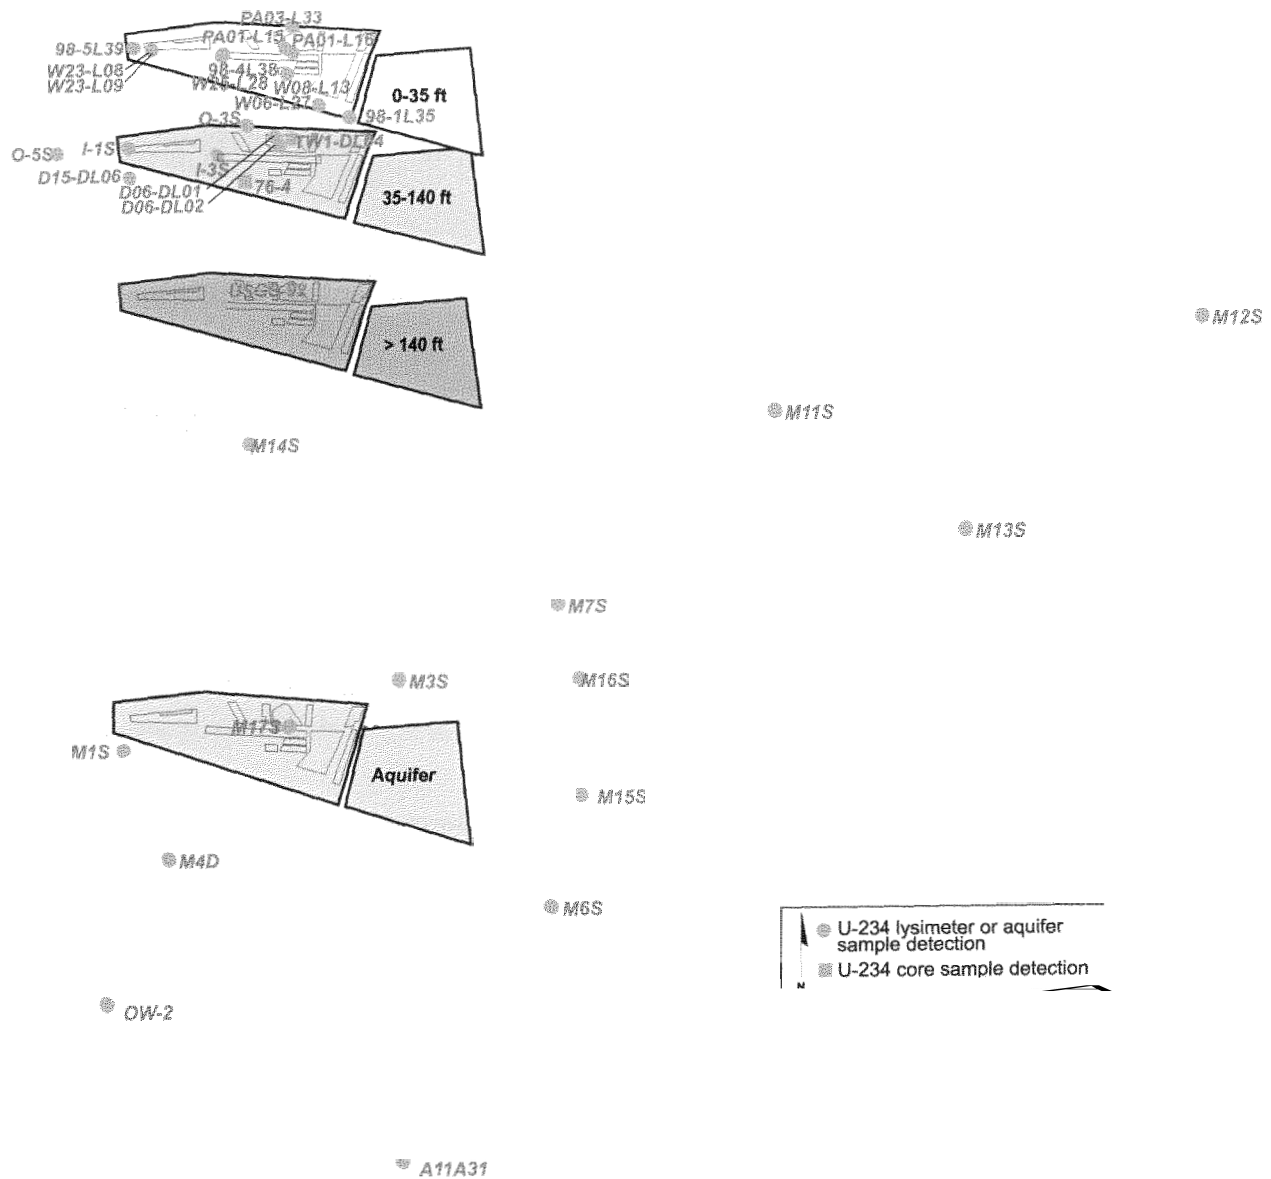 PA03-L33
PA01-L15
PA01-L16
98-5L39
W23-L08
98-4L38
W23-L09
W08-L13
0-35 ft
W06-L27
98-1L35
O-3S
TW1-DL04
I-1S
O-5S
I-3S
D15-DL06
76-4
D06-DL01
D06-DL02
35-140 ft
M12S
> 140 ft
M11S
M14S
M13S
M7S
M3S
M16S
M17S
M1S
Aquifer
M15S
M4D
M6S
U-234 lysimeter or aquifer
sample detection
U-234 core sample detection
N
OW-2
A11A31